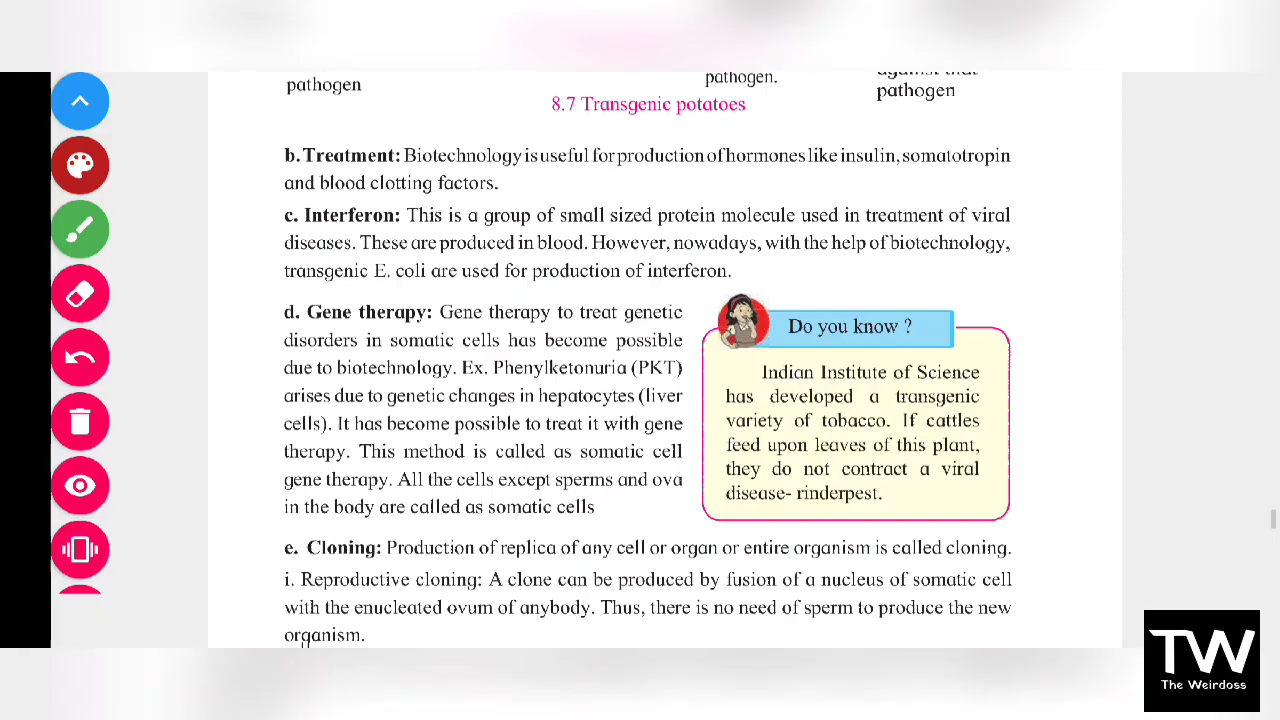 pathogen
pathogen.
against that
pathogen
8.7 Transgenic potatoes
b. Treatment: Biotechnology is useful for production of hormones like insulin, somatotropin
and blood clotting factors.
c. Interferon: This is a group of small sized protein molecule used in treatment of viral
diseases. These are produced in blood. However, nowadays, with the help of biotechnology,
transgenic E. coli are used for production of interferon.
d. Gene therapy: Gene therapy to treat genetic
disorders in somatic cells has become possible
due to biotechnology. Ex. Phenylketonuria (PKT)
arises due to genetic changes in hepatocytes (liver
cells). It has become possible to treat it with gene
therapy. This method is called as somatic cell
gene therapy. All the cells except sperms and ova
in the body are called as somatic cells
Do you know ?
Indian Institute of Science
has developed a transgenic
variety of tobacco. If cattles
feed upon leaves of this plant,
they do not contract a viral
disease- rinderpest.
e. Cloning: Production of replica of any cell or organ or entire organism is called cloning.
i. Reproductive cloning: A clone can be produced by fusion of a nucleus of somatic cell
with the enucleated ovum of anybody. Thus, there is no need of sperm to produce the new
organism.
TW
The Weirdoss